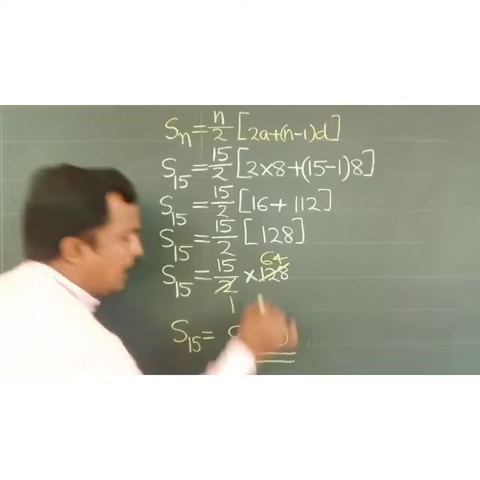 Sn = n/2 [2a+(n-1)d]
S15 = 15/2 [2×8+(15-1)8]
S15 = 15/2 [16+112]
S15 = 15/2 [128]
64
S15 = 15/2 × 128
1
S15 =